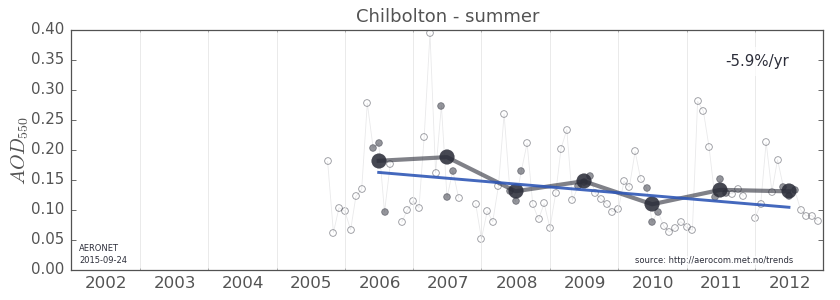 Chilbolton - summer
0.40
0.35
0.30
0.25
0.20
0.15
0.10
0.05
0.00
AOD550
-5.9%/yr
AERONET
2015-09-24
source: http://aerocom.met.no/trends
2002 2003 2004 2005 2006 2007 2008 2009 2010 2011 2012